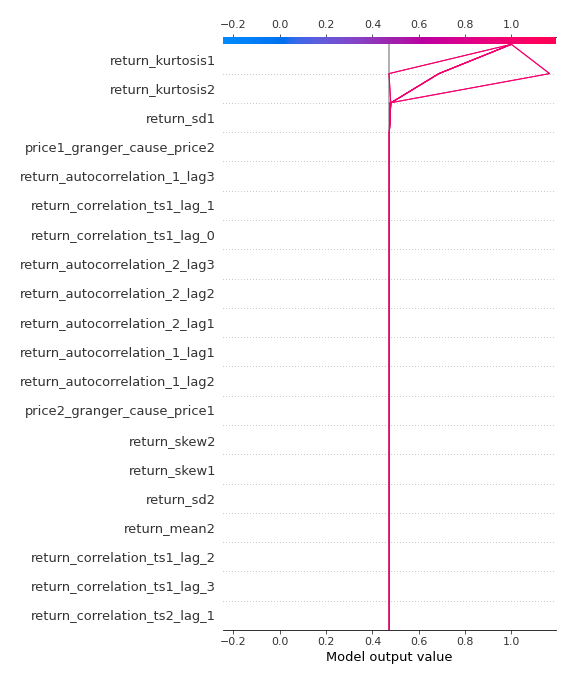 −0.2 0.0 0.2 0.4 0.6 0.8 1.0
return_kurtosis1
return_kurtosis2
return_sd1
price1_granger_cause_price2
return_autocorrelation_1_lag3
return_correlation_ts1_lag_1
return_correlation_ts1_lag_0
return_autocorrelation_2_lag3
return_autocorrelation_2_lag2
return_autocorrelation_2_lag1
return_autocorrelation_1_lag1
return_autocorrelation_1_lag2
price2_granger_cause_price1
return_skew2
return_skew1
return_sd2
return_mean2
return_correlation_ts1_lag_2
return_correlation_ts1_lag_3
return_correlation_ts2_lag_1
−0.2 0.0 0.2 0.4 0.6 0.8 1.0
Model output value